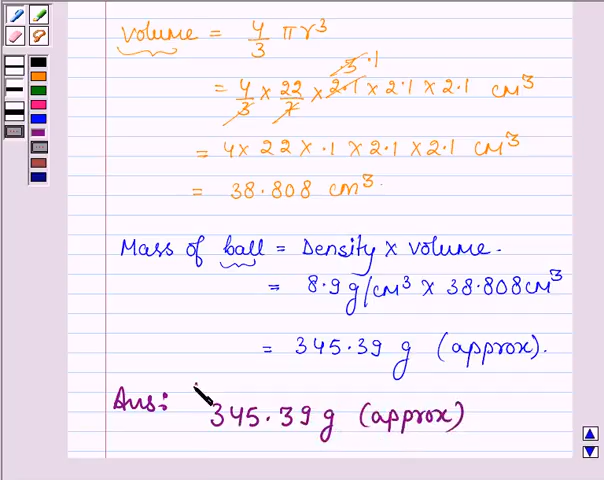 volume = 4/3 πr³
= 4/3 × 22/7 × 2.1 × 2.1 × 2.1 cm³
.3 .1
= 4 × 22 × .1 × 2.1 × 2.1 cm³
= 38.808 cm³.
Mass of ball = Density × volume.
= 8.9 g/cm³ × 38.808 cm³
= 345.39 g (approx).
Ans: 345.39 g (approx)